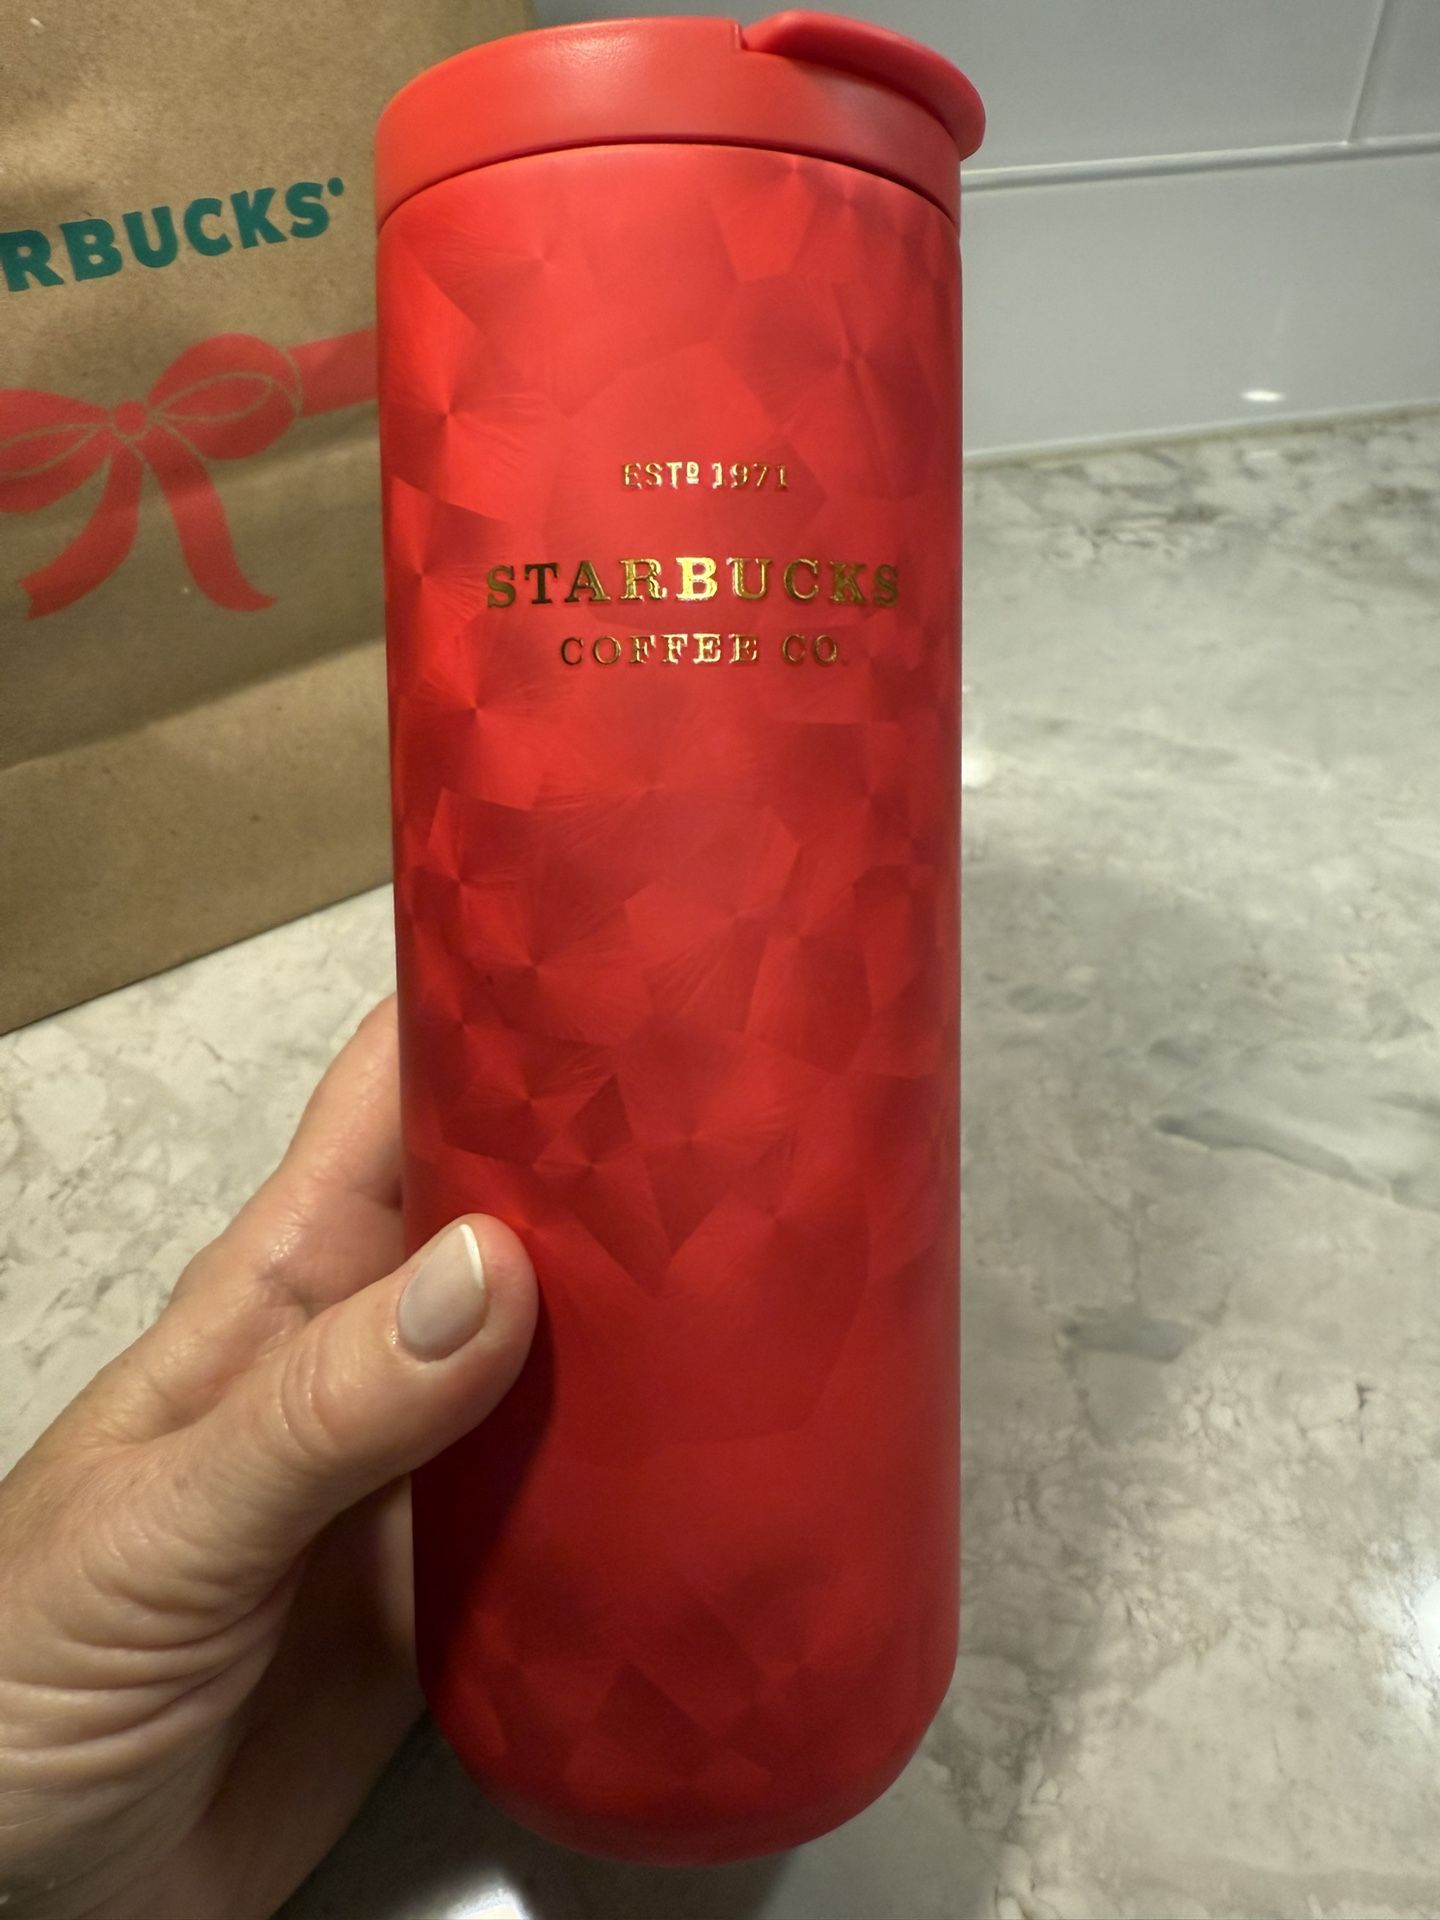 RBUCKS
ESTD 1971
STARBUCKS
COFFEE CO.